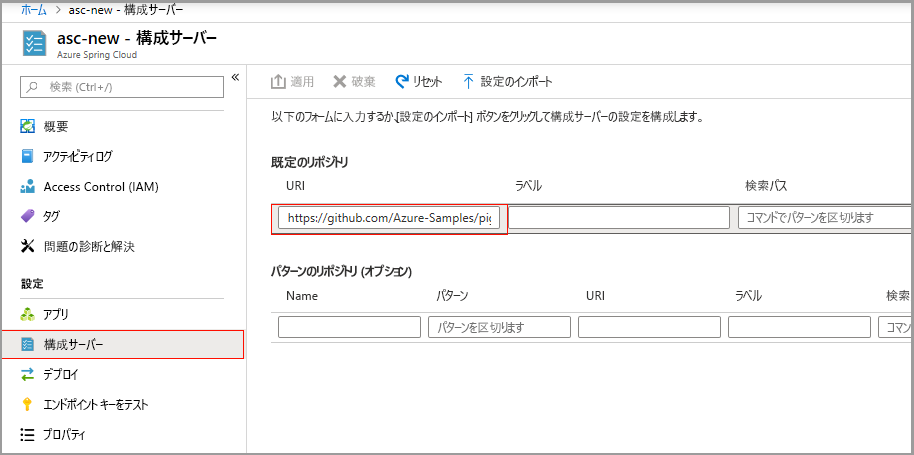 ホーム > asc-new - 構成サーバー
asc-new - 構成サーバー
Azure Spring Cloud
検索 (Ctrl+/)
«
概要
アクティビティログ
Access Control (IAM)
タグ
問題の診断と解決
設定
アプリ
構成サーバー
デプロイ
エンドポイント キーをテスト
プロパティ
適用 破棄 リセット 設定のインポート
以下のフォームに入力するか、[設定のインポート] ボタンをクリックして構成サーバーの設定を構成します。
既定のリポジトリ
URI ラベル 検索パス
https://github.com/Azure-Samples/pig コマンドでパターンを区切ります
パターンのリポジトリ (オプション)
Name パターン URI ラベル 検索
パターンを区切ります コマン